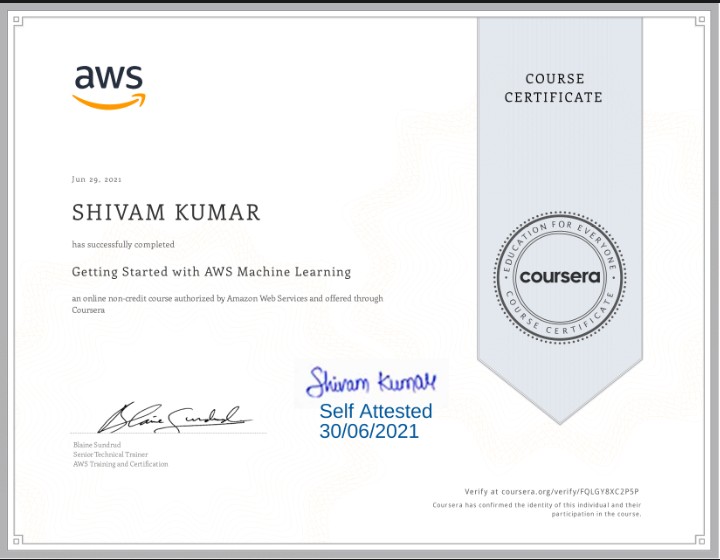 aws
COURSE
CERTIFICATE
Jun 29, 2021
SHIVAM KUMAR
has successfully completed
Getting Started with AWS Machine Learning
an online non-credit course authorized by Amazon Web Services and offered through
Coursera
EDUCATION FOR EVERYONE
coursera
COURSE CERTIFICATE
Shivam Kumar
Self Attested
30/06/2021
Blaine Sundrud
Blaine Sundrud
Senior Technical Trainer
AWS Training and Certification
Verify at coursera.org/verify/FQLGY8XC2P5P
Coursera has confirmed the identity of this individual and their
participation in the course.